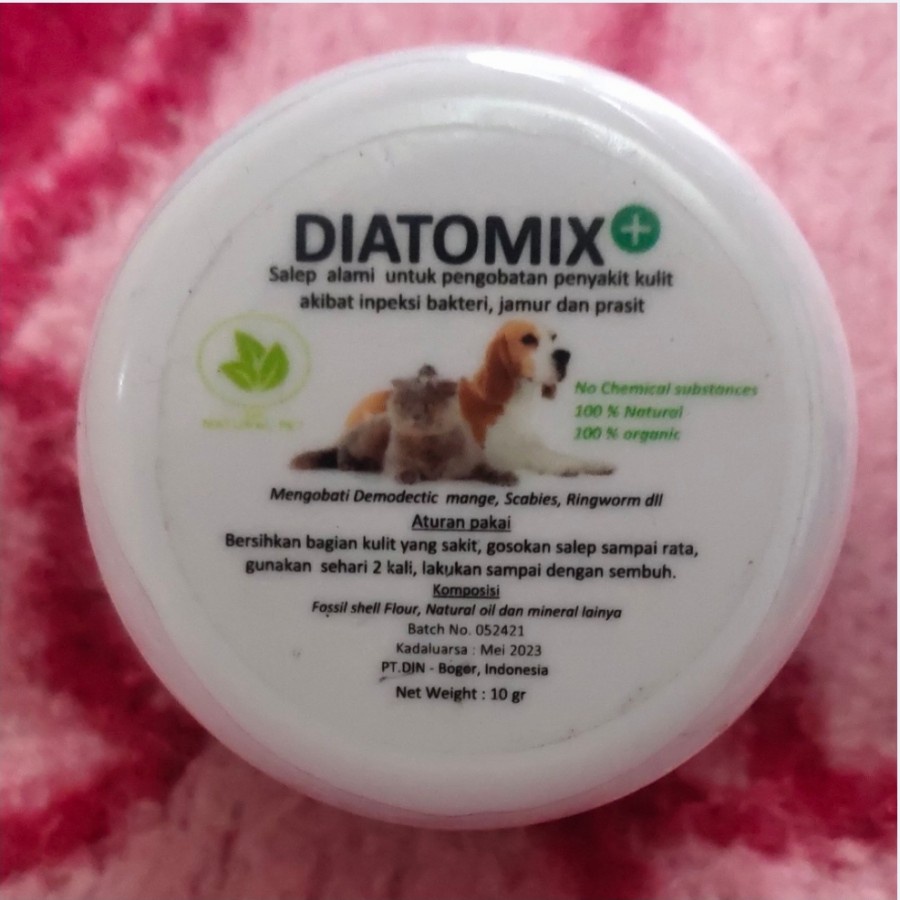 DIATOMIX+
Salep alami untuk pengobatan penyakit kulit
akibat inpeksi bakteri, jamur dan prasit
NATURAL PET
No Chemical substances
100 % Natural
100 % organic
Mengobati Demodectic mange, Scabies, Ringworm dll
Aturan pakai
Bersihkan bagian kulit yang sakit, gosokan salep sampai rata,
gunakan sehari 2 kali, lakukan sampai dengan sembuh.
Komposisi
Fossil shell Flour, Natural oil dan mineral lainya
Batch No. 052421
Kadaluarsa : Mei 2023
PT.DIN - Bogor, Indonesia
Net Weight : 10 gr